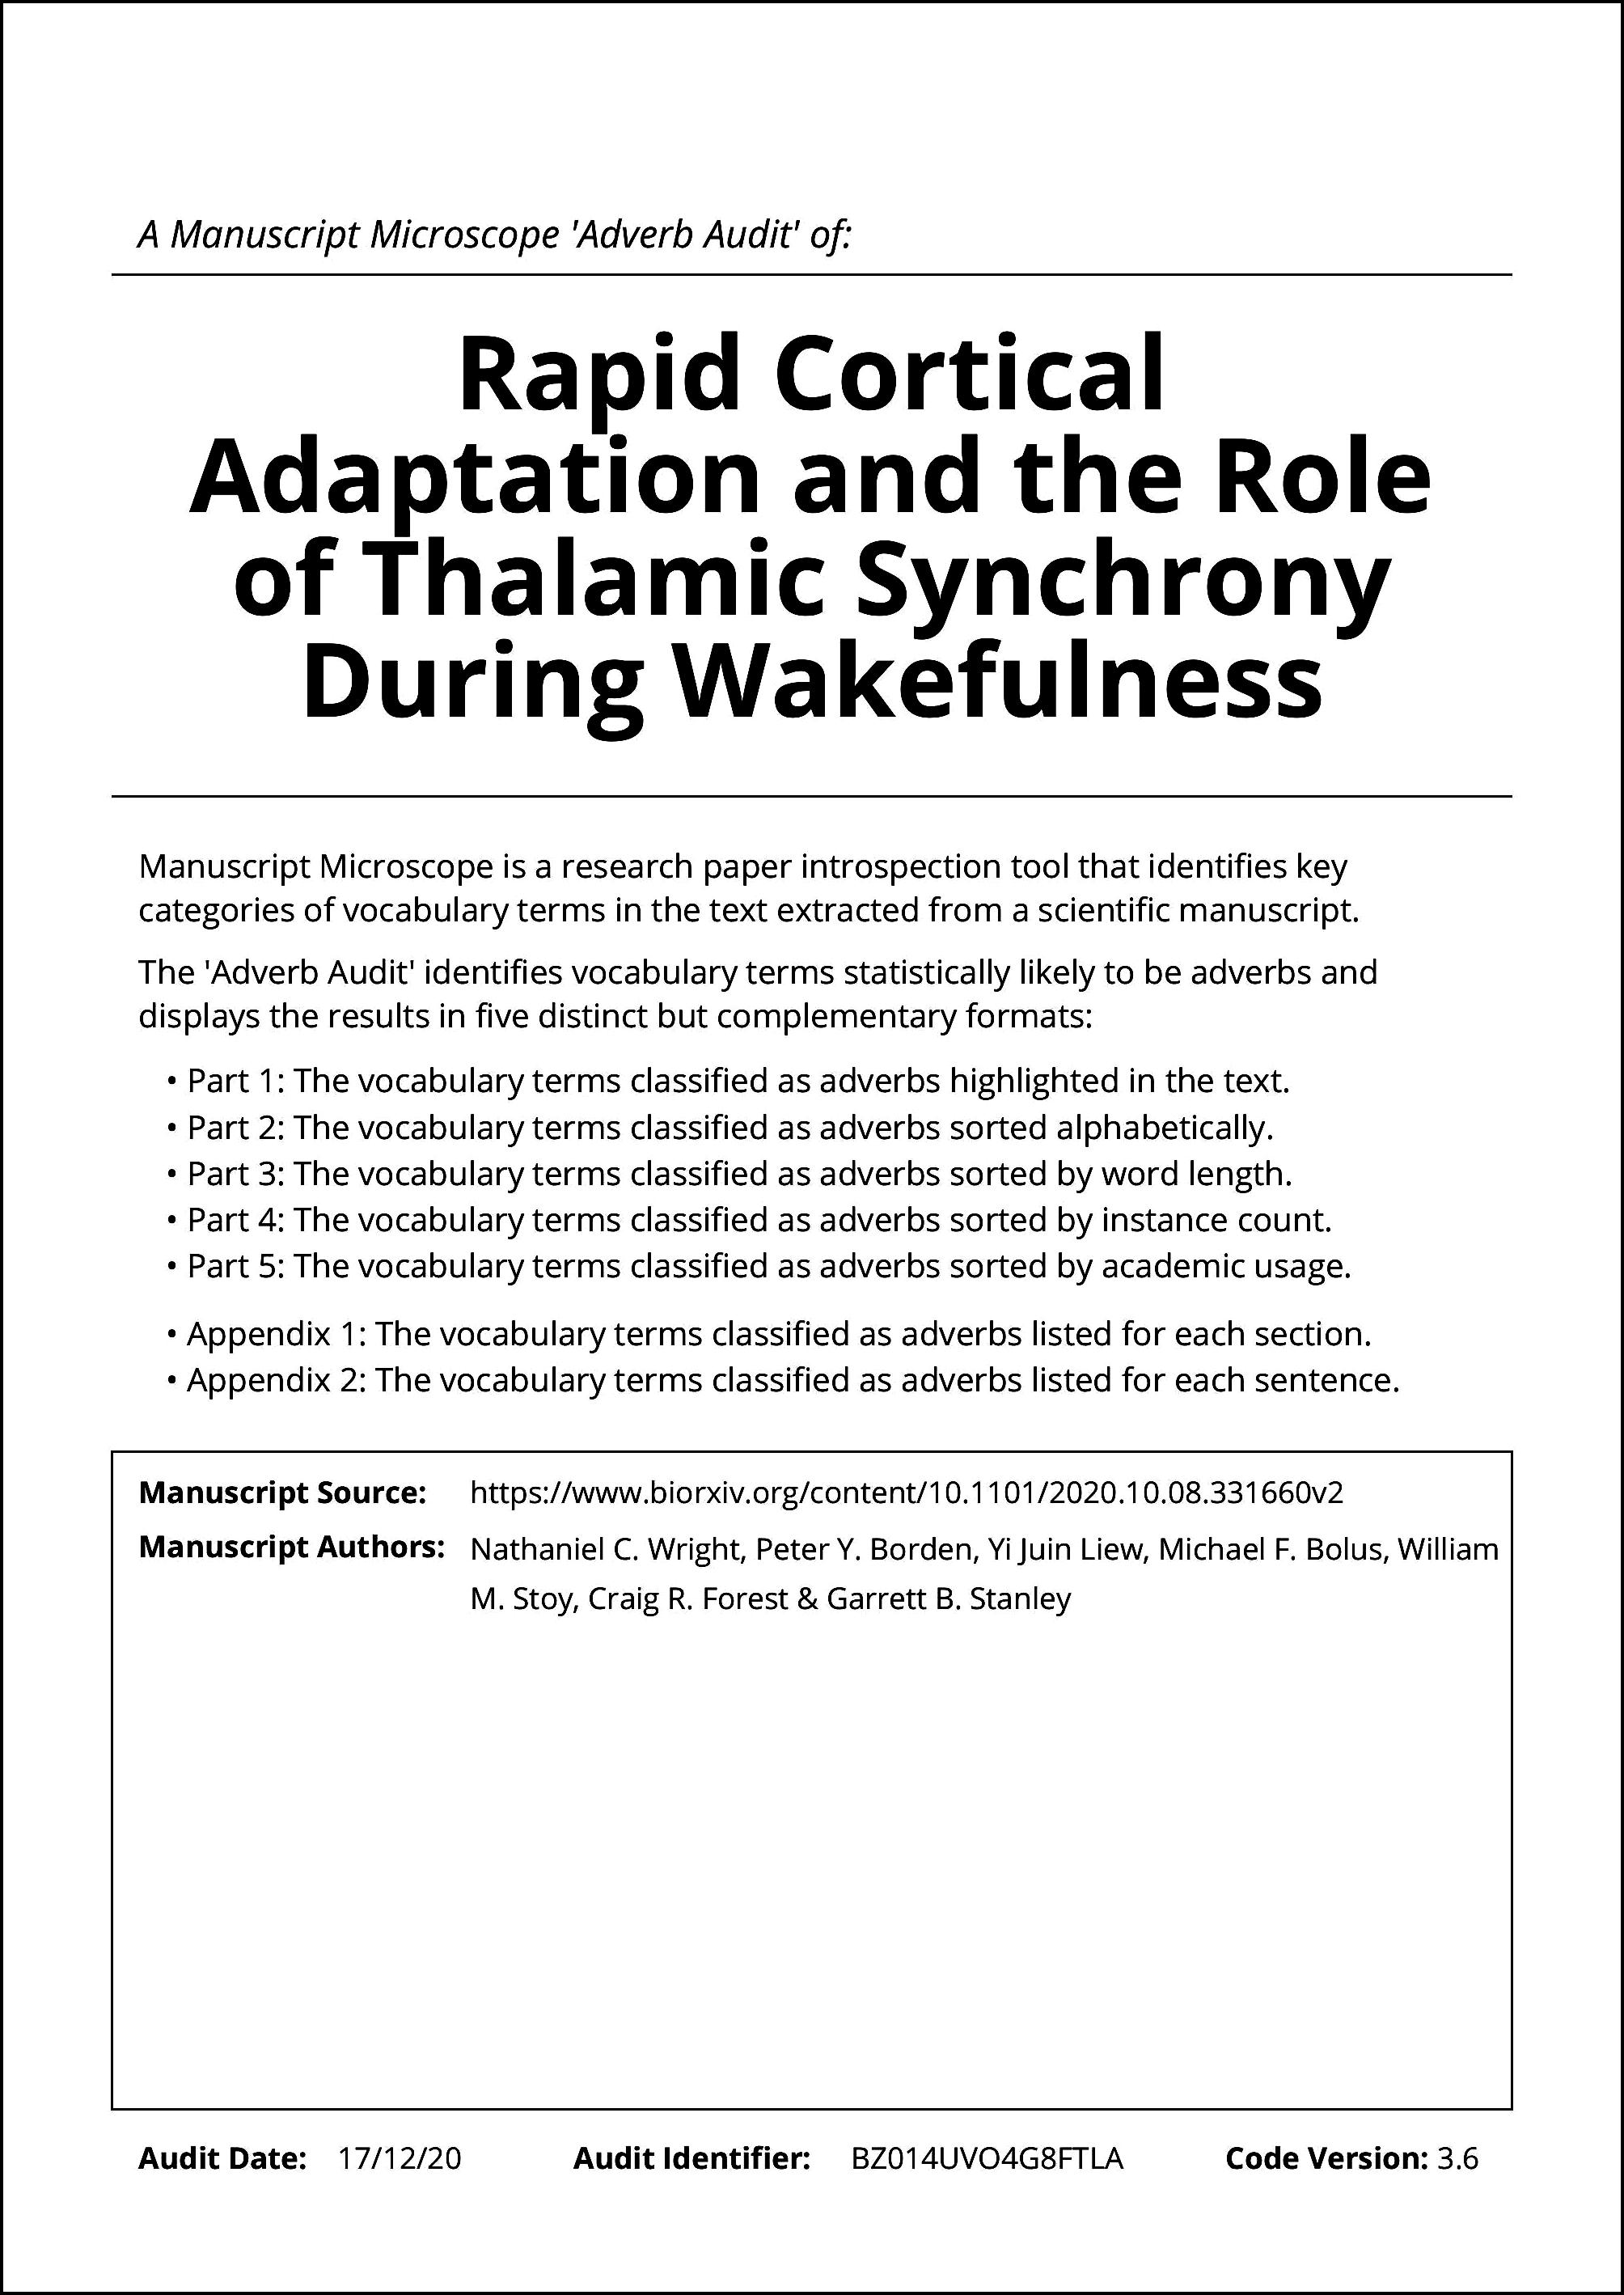 A Manuscript Microscope 'Adverb Audit' of:
Rapid Cortical
Adaptation and the Role
of Thalamic Synchrony
During Wakefulness
Manuscript Microscope is a research paper introspection tool that identifies key
categories of vocabulary terms in the text extracted from a scientific manuscript.
The 'Adverb Audit' identifies vocabulary terms statistically likely to be adverbs and
displays the results in five distinct but complementary formats:
• Part 1: The vocabulary terms classified as adverbs highlighted in the text.
• Part 2: The vocabulary terms classified as adverbs sorted alphabetically.
• Part 3: The vocabulary terms classified as adverbs sorted by word length.
• Part 4: The vocabulary terms classified as adverbs sorted by instance count.
• Part 5: The vocabulary terms classified as adverbs sorted by academic usage.
• Appendix 1: The vocabulary terms classified as adverbs listed for each section.
• Appendix 2: The vocabulary terms classified as adverbs listed for each sentence.
Manuscript Source: https://www.biorxiv.org/content/10.1101/2020.10.08.331660v2
Manuscript Authors: Nathaniel C. Wright, Peter Y. Borden, Yi Juin Liew, Michael F. Bolus, William
M. Stoy, Craig R. Forest & Garrett B. Stanley
Audit Date: 17/12/20 Audit Identifier: BZ014UVO4G8FTLA Code Version: 3.6